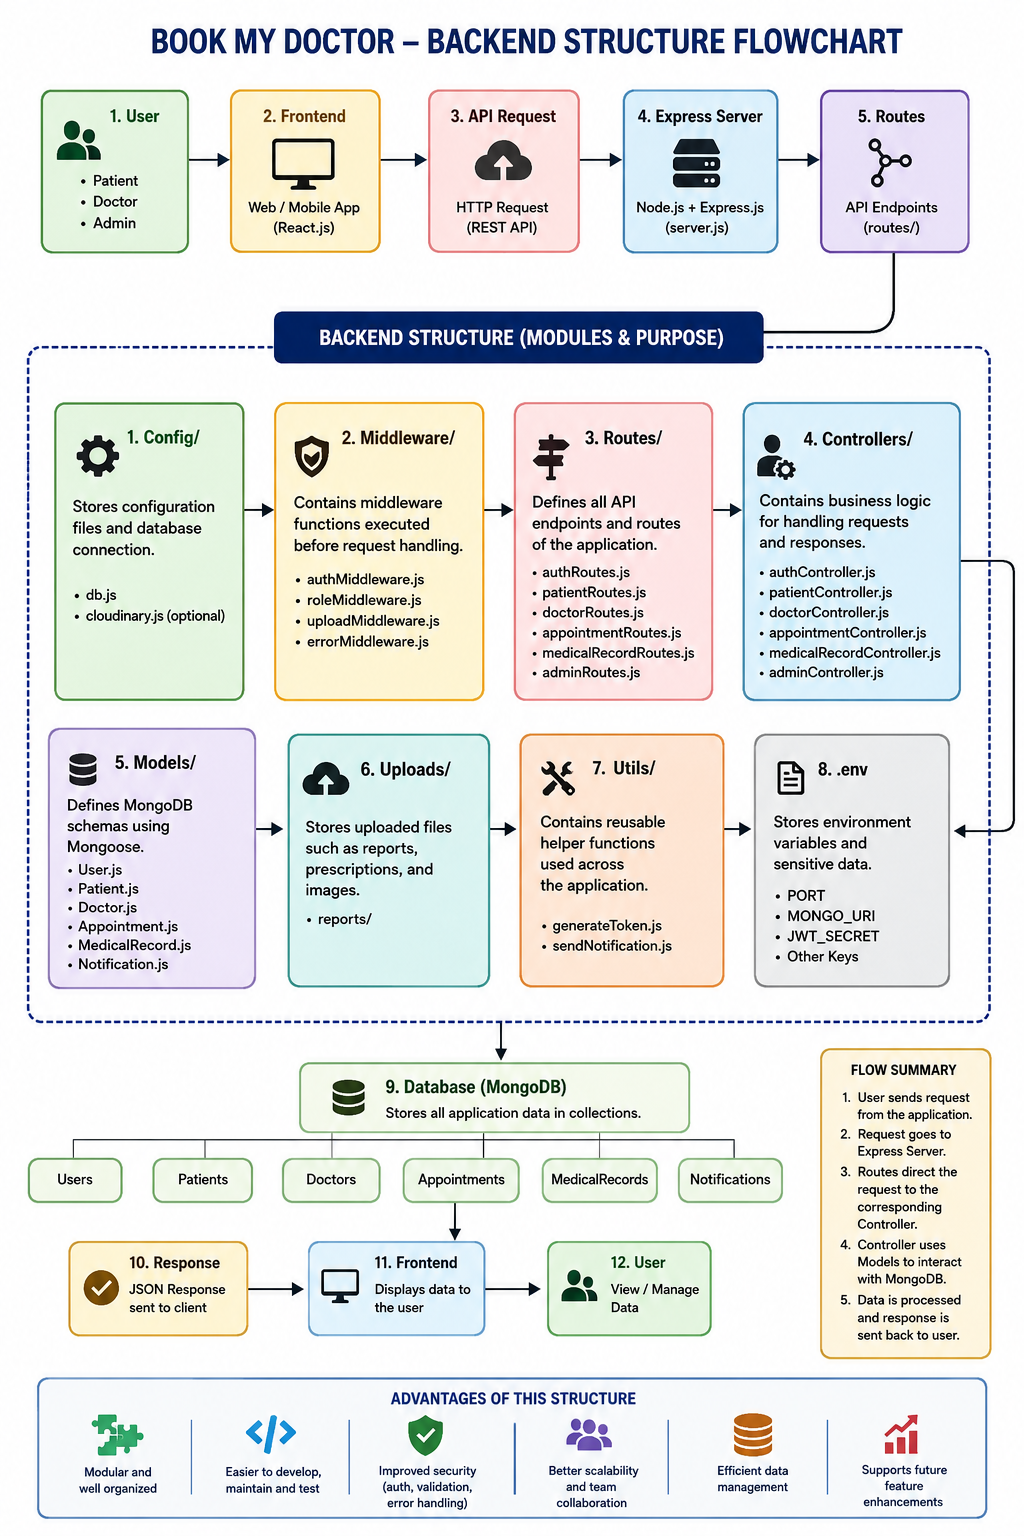 BOOK MY DOCTOR – BACKEND STRUCTURE FLOWCHART
1. User
• Patient
• Doctor
• Admin
2. Frontend
Web / Mobile App
(React.js)
3. API Request
HTTP Request
(REST API)
4. Express Server
Node.js + Express.js
(server.js)
5. Routes
API Endpoints
(routes/)
BACKEND STRUCTURE (MODULES & PURPOSE)
1. Config/
Stores configuration
files and database
connection.
• db.js
• cloudinary.js (optional)
2. Middleware/
Contains middleware
functions executed
before request handling.
• authMiddleware.js
• roleMiddleware.js
• uploadMiddleware.js
• errorMiddleware.js
3. Routes/
Defines all API
endpoints and routes
of the application.
• authRoutes.js
• patientRoutes.js
• doctorRoutes.js
• appointmentRoutes.js
• medicalRecordRoutes.js
• adminRoutes.js
4. Controllers/
Contains business logic
for handling requests
and responses.
• authController.js
• patientController.js
• doctorController.js
• appointmentController.js
• medicalRecordController.js
• adminController.js
5. Models/
Defines MongoDB
schemas using
Mongoose.
• User.js
• Patient.js
• Doctor.js
• Appointment.js
• MedicalRecord.js
• Notification.js
6. Uploads/
Stores uploaded files
such as reports,
prescriptions, and
images.
• reports/
7. Utils/
Contains reusable
helper functions
used across
the application.
• generateToken.js
• sendNotification.js
8. .env
Stores environment
variables and
sensitive data.
• PORT
• MONGO_URI
• JWT_SECRET
• Other Keys
9. Database (MongoDB)
Stores all application data in collections.
Users
Patients
Doctors
Appointments
MedicalRecords
Notifications
10. Response
JSON Response
sent to client
11. Frontend
Displays data to
the user
12. User
View / Manage
Data
FLOW SUMMARY
1. User sends request
from the application.
2. Request goes to
Express Server.
3. Routes direct the
request to the
corresponding
Controller.
4. Controller uses
Models to interact
with MongoDB.
5. Data is processed
and response is
sent back to user.
ADVANTAGES OF THIS STRUCTURE
Modular and
well organized
Easier to develop,
maintain and test
Improved security
(auth, validation,
error handling)
Better scalability
and team
collaboration
Efficient data
management
Supports future
feature
enhancements